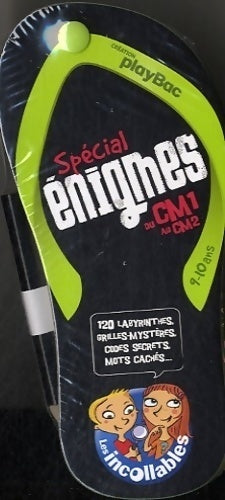 CRÉATION
playBac
Spécial
énigmes
DU CM1
AU CM2
9-10 ans
120 LABYRINTHES,
GRILLES-MYSTÈRES,
CODES SECRETS,
MOTS CACHÉS...
Les
incollables